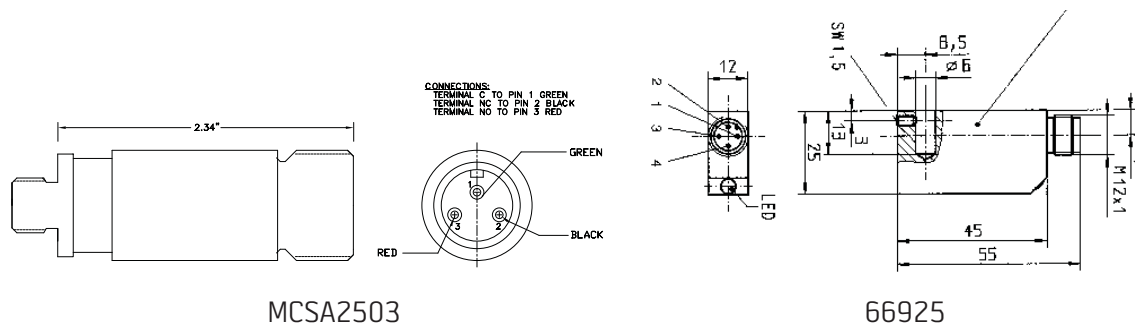 CONNECTIONS:
TERMINAL C TO PIN 1 GREEN
TERMINAL NC TO PIN 2 BLACK
TERMINAL NO TO PIN 3 RED
2.34"
GREEN
1
3
2
RED
BLACK
MCSA2503
12
2
1
3
4
LED
SW 1,5
8,5
ø6
3
13
25
M12x1
45
55
66925